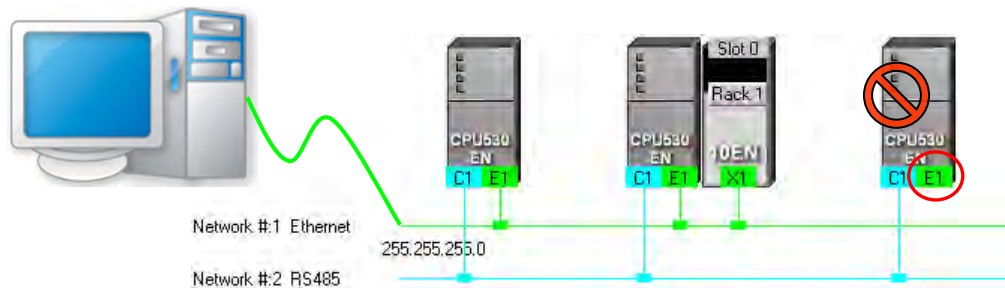 Slot 0
Rack 1
CPU530
EN
C1 E1
CPU530
EN
C1 E1
10EN
X1
CPU530
EN
C1 E1
Network #:1 Ethernet
255.255.255.0
Network #:2 RS485